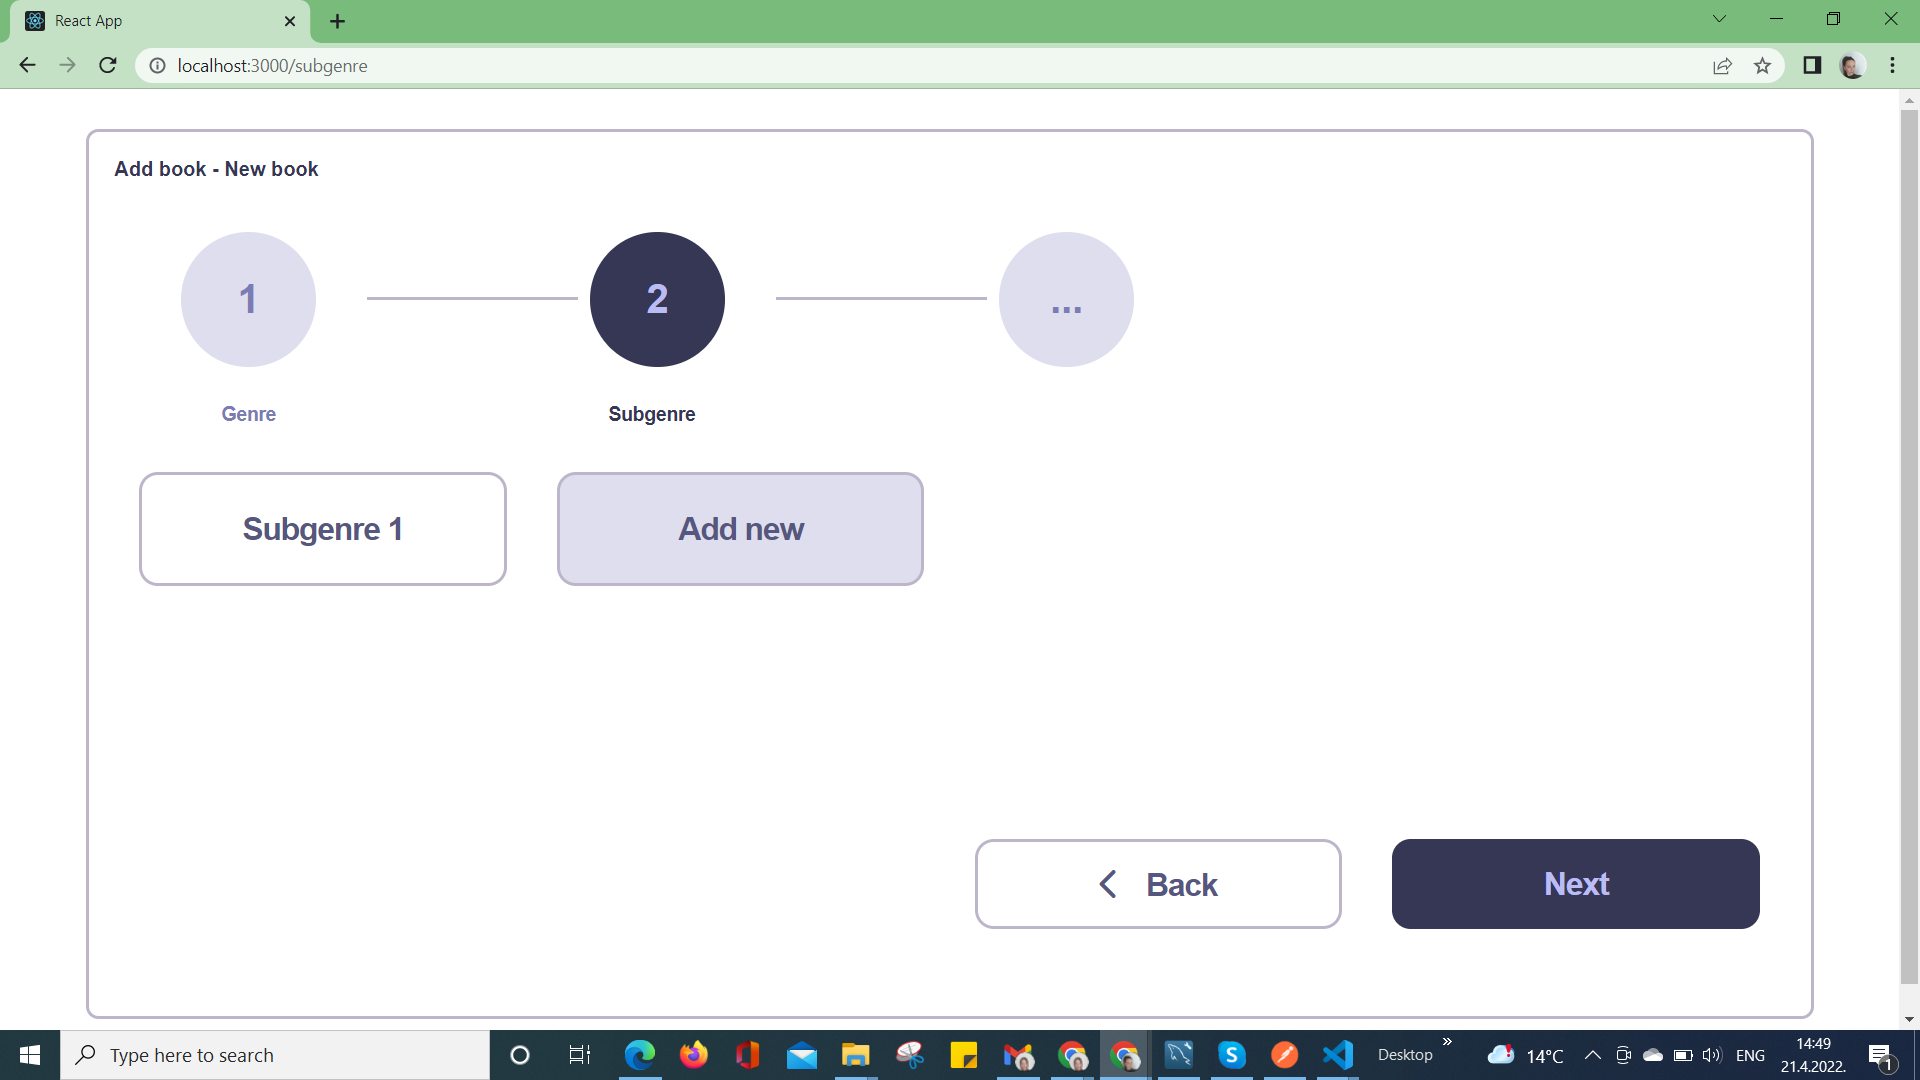 React App
localhost:3000/subgenre
Add book - New book
1
2
...
Genre
Subgenre
Subgenre 1
Add new
Back
Next
Type here to search
Desktop
14°C
ENG
14:49
21.4.2022.
1